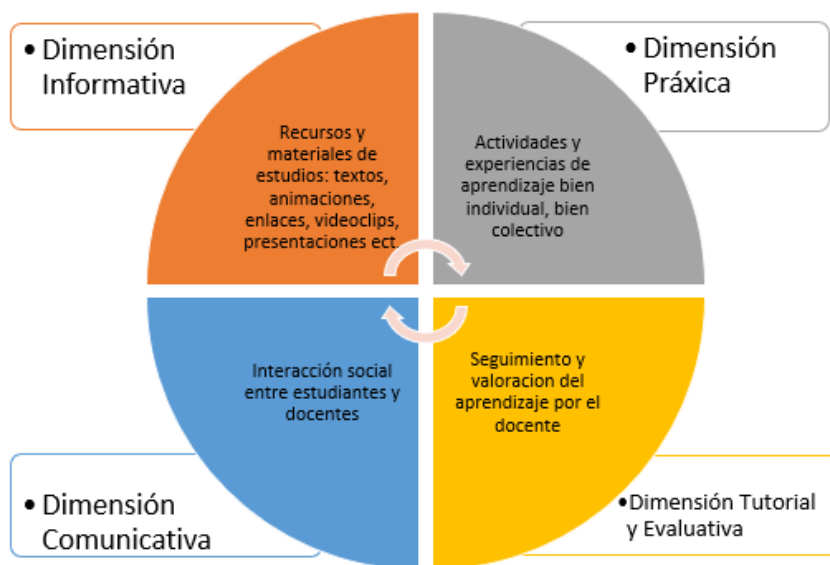 • Dimensión
Informativa
Recursos y
materiales de
estudios: textos,
animaciones,
enlaces, videoclips,
presentaciones ect.
• Dimensión
Práxica
Actividades y
experiencias de
aprendizaje bien
individual, bien
colectivo
Interacción social
entre estudiantes y
docentes
• Dimensión
Comunicativa
Seguimiento y
valoracion del
aprendizaje por el
docente
•Dimensión Tutorial
y Evaluativa